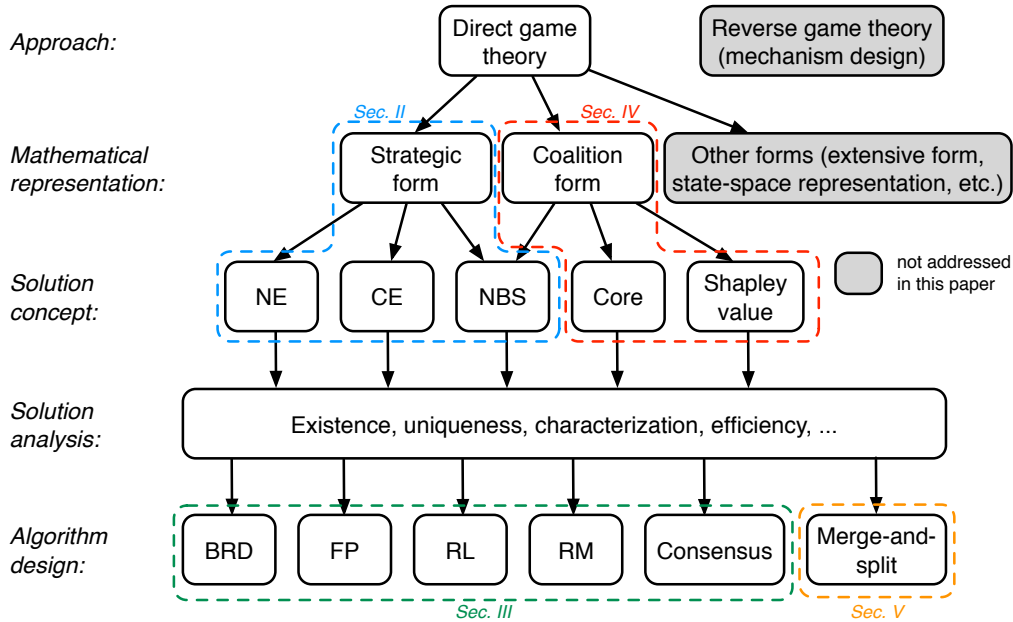 Approach:
Direct game
theory
Reverse game theory
(mechanism design)
Sec. II
Sec. IV
Mathematical
representation:
Strategic
form
Coalition
form
Other forms (extensive form,
state-space representation, etc.)
Solution
concept:
NE
CE
NBS
Core
Shapley
value
not addressed
in this paper
Solution
analysis:
Existence, uniqueness, characterization, efficiency, ...
Algorithm
design:
BRD
FP
RL
RM
Consensus
Merge-and-
split
Sec. III
Sec. V